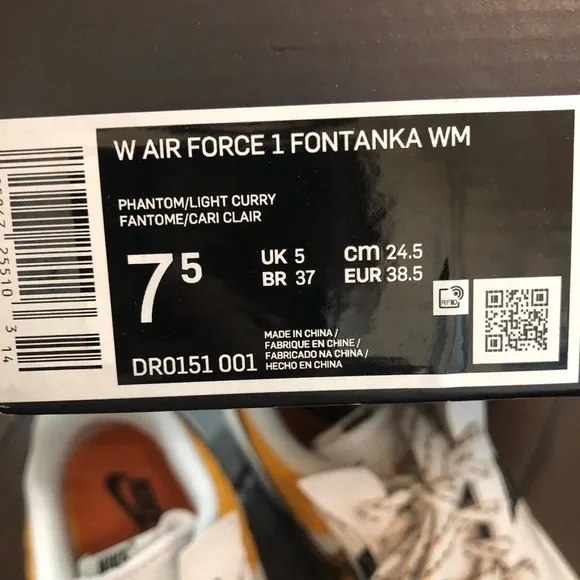 W AIR FORCE 1 FONTANKA WM
PHANTOM/LIGHT CURRY
FANTOME/CARI CLAIR
7⁵
UK 5
BR 37
cm 24.5
EUR 38.5
RFID
MADE IN CHINA /
FABRIQUE EN CHINE /
FABRICADO NA CHINA /
HECHO EN CHINA
DR0151 001
25510
3 14
NIKE